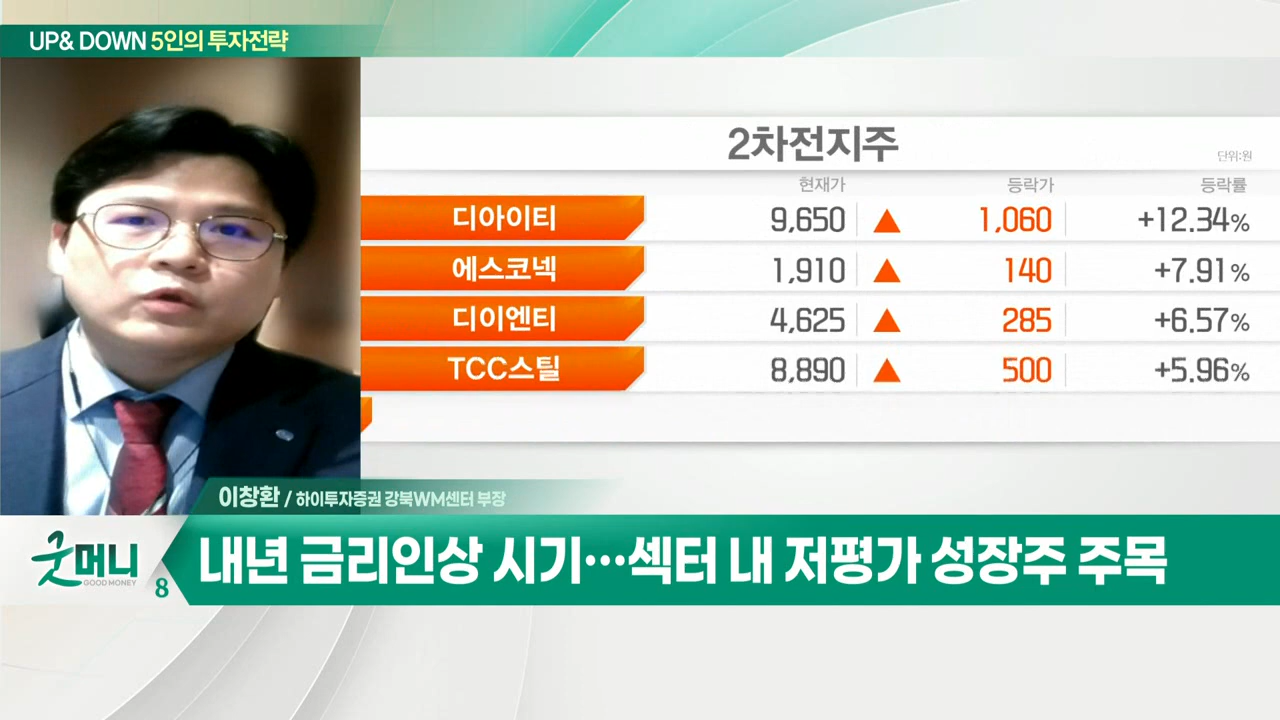 UP& DOWN 5인의 투자전략
2차전지주
단위:원
현재가 등락가 등락률
디아이티 9,650 ▲ 1,060 +12.34%
에스코넥 1,910 ▲ 140 +7.91%
디이엔티 4,625 ▲ 285 +6.57%
TCC스틸 8,890 ▲ 500 +5.96%
이창환 / 하이투자증권 강북WM센터 부장
굿머니
GOOD MONEY
8
내년 금리인상 시기…섹터 내 저평가 성장주 주목